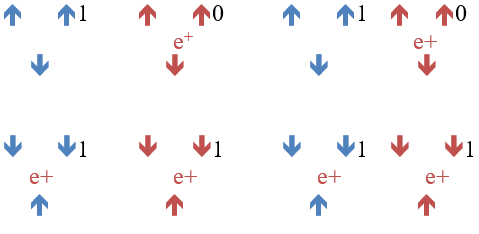 1 0 1 0
e⁺ e+
1 1 1 1
e+ e+ e+ e+